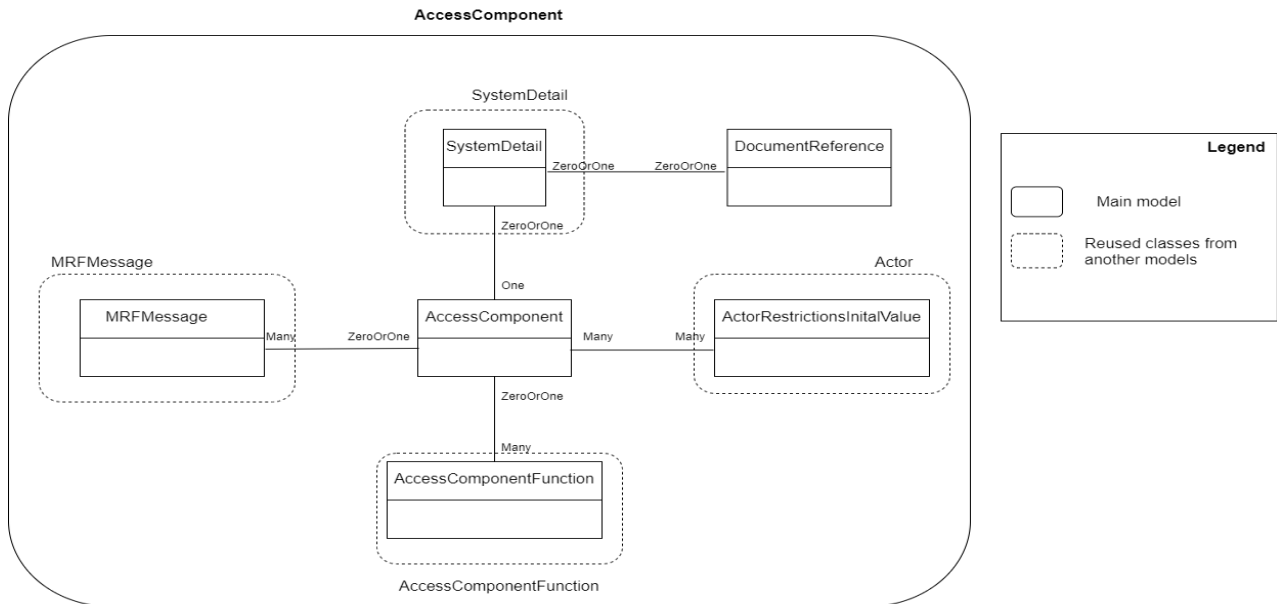 AccessComponent
SystemDetail
SystemDetail
DocumentReference
ZeroOrOne
ZeroOrOne
ZeroOrOne
Legend
Main model
Reused classes from
another models
MRFMessage
Actor
One
MRFMessage
AccessComponent
ActorRestrictionsInitalValue
Many
ZeroOrOne
Many
Many
ZeroOrOne
Many
AccessComponentFunction
AccessComponentFunction